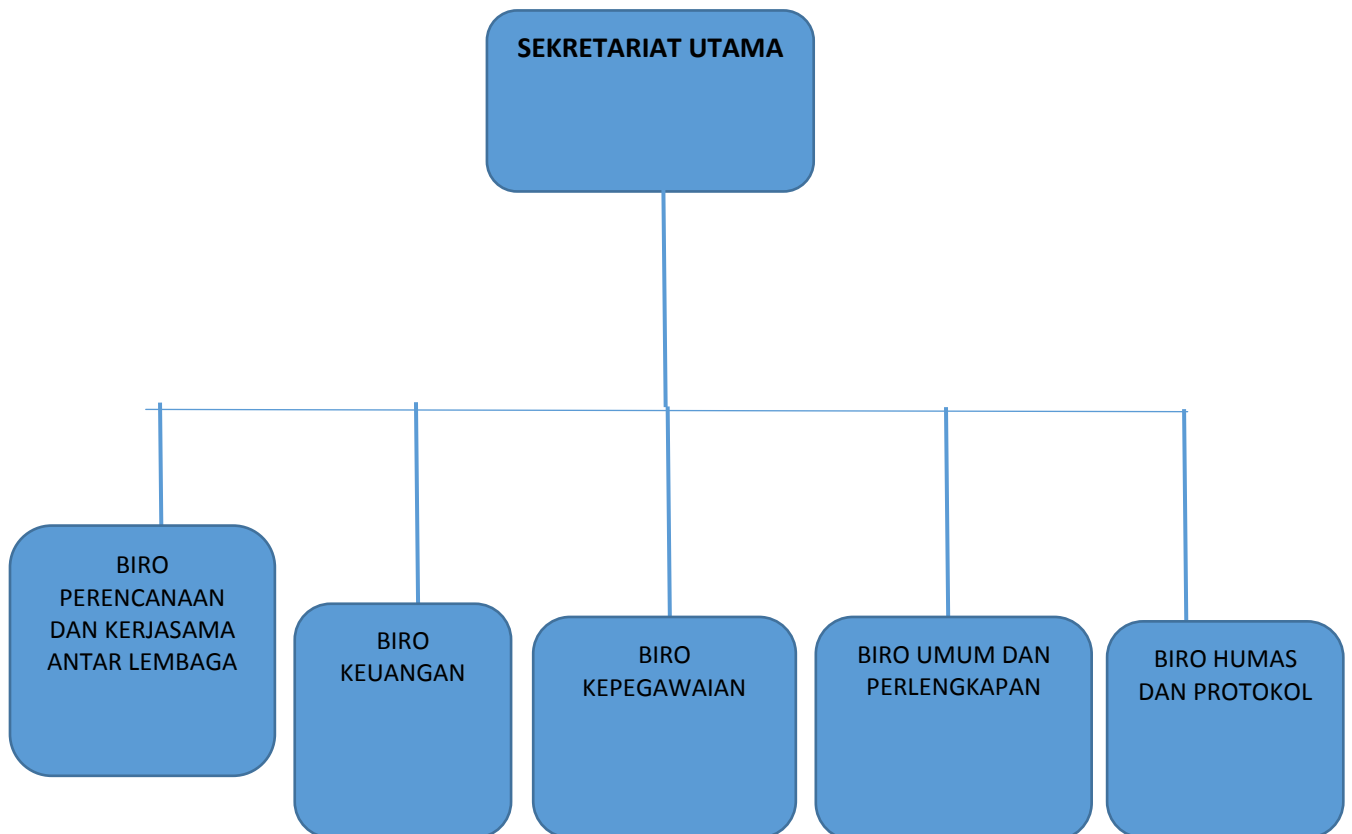 SEKRETARIAT UTAMA
BIRO
PERENCANAAN
DAN KERJASAMA
ANTAR LEMBAGA
BIRO
KEUANGAN
BIRO
KEPEGAWAIAN
BIRO UMUM DAN
PERLENGKAPAN
BIRO HUMAS
DAN PROTOKOL